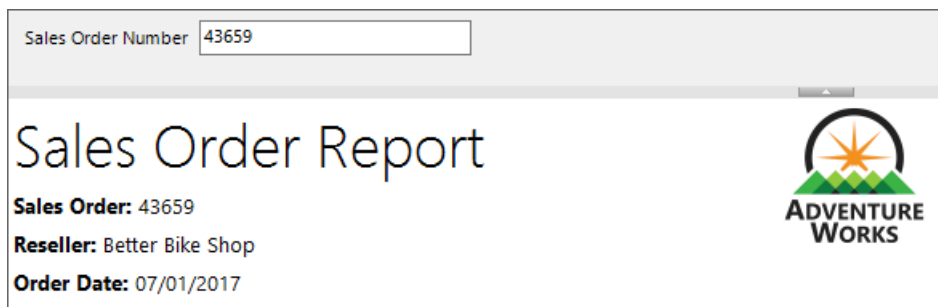 Sales Order Number 43659
Sales Order Report
Sales Order: 43659
Reseller: Better Bike Shop
Order Date: 07/01/2017
ADVENTURE
WORKS